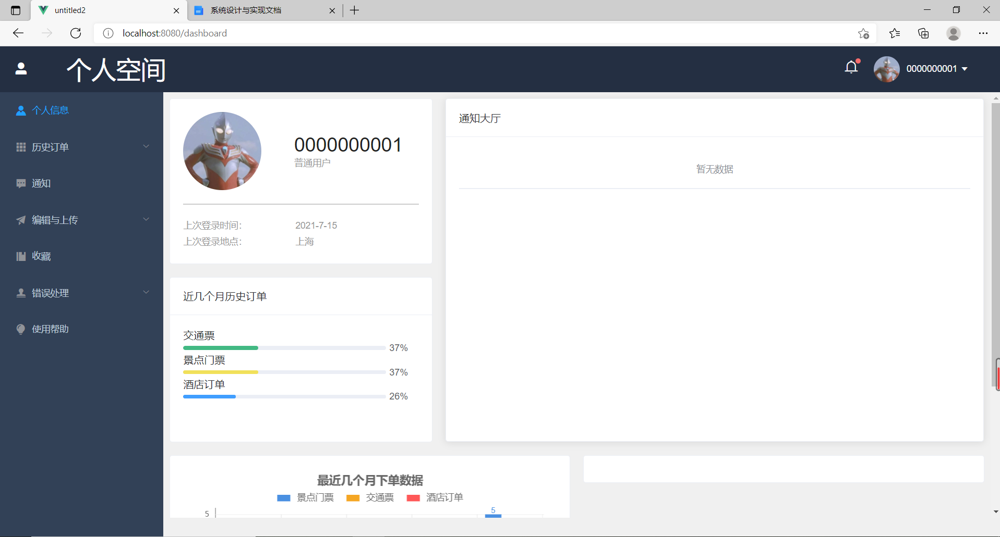 untitled2
系统设计与实现文档
localhost:8080/dashboard
个人空间
0000000001
个人信息
历史订单
通知
编辑与上传
收藏
错误处理
使用帮助
0000000001
普通用户
上次登录时间：
2021-7-15
上次登录地点：
上海
通知大厅
暂无数据
近几个月历史订单
交通票
37%
景点门票
37%
酒店订单
26%
最近几个月下单数据
景点门票
交通票
酒店订单
5
5